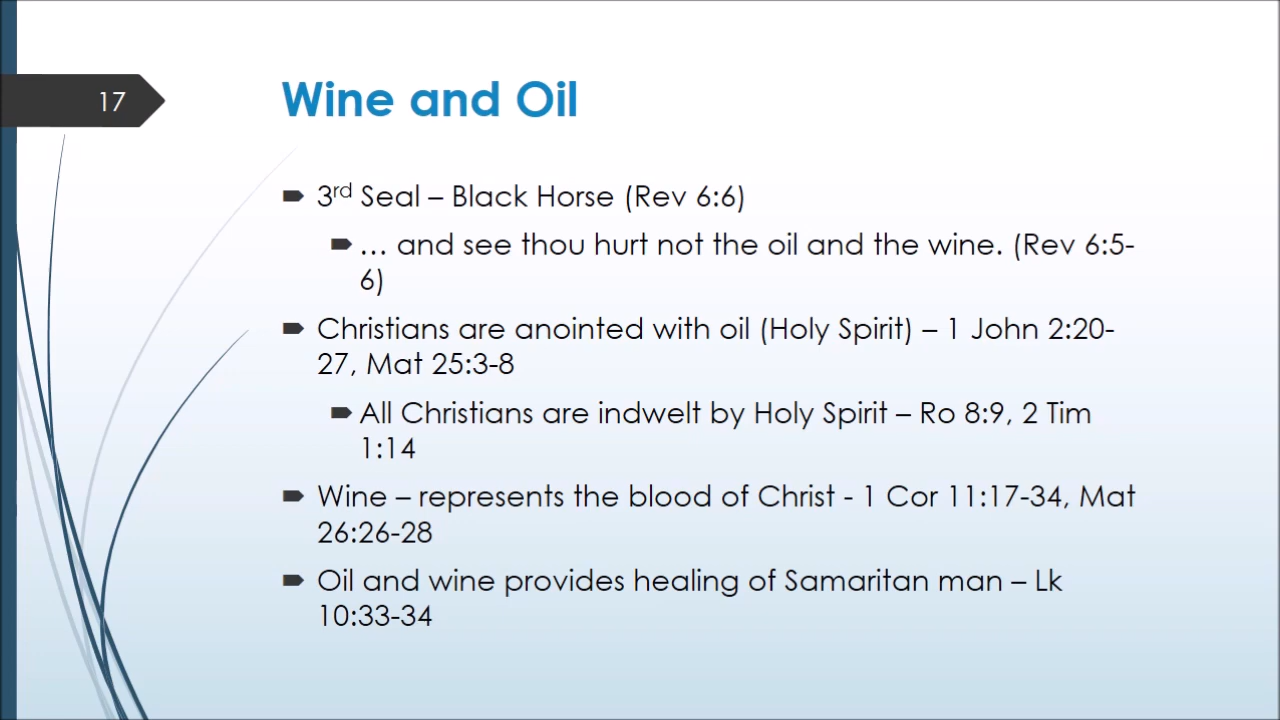 17
Wine and Oil
3rd Seal – Black Horse (Rev 6:6)
… and see thou hurt not the oil and the wine. (Rev 6:5-
6)
Christians are anointed with oil (Holy Spirit) – 1 John 2:20-
27, Mat 25:3-8
All Christians are indwelt by Holy Spirit – Ro 8:9, 2 Tim
1:14
Wine – represents the blood of Christ - 1 Cor 11:17-34, Mat
26:26-28
Oil and wine provides healing of Samaritan man – Lk
10:33-34